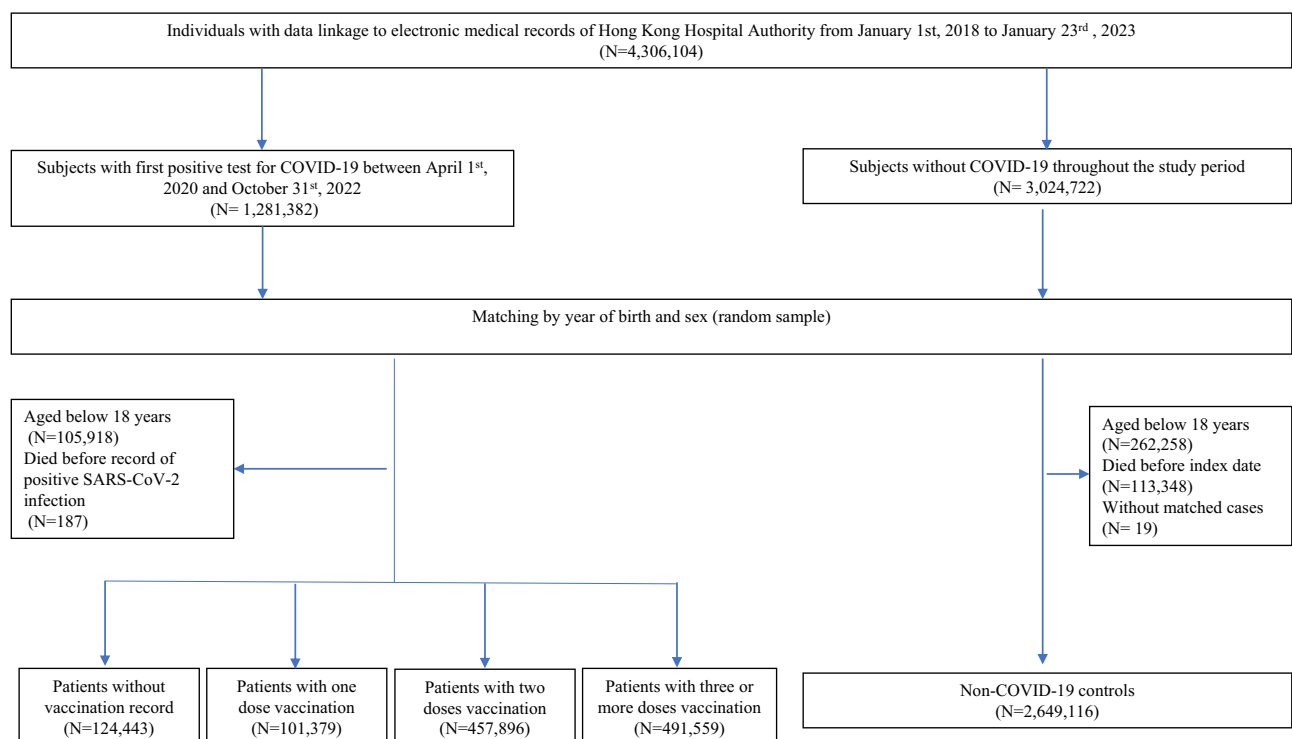 Individuals with data linkage to electronic medical records of Hong Kong Hospital Authority from January 1st, 2018 to January 23rd , 2023
(N=4,306,104)
Subjects with first positive test for COVID-19 between April 1st,
2020 and October 31st, 2022
(N= 1,281,382)
Subjects without COVID-19 throughout the study period
(N= 3,024,722)
Matching by year of birth and sex (random sample)
Aged below 18 years
(N=105,918)
Died before record of
positive SARS-CoV-2
infection
(N=187)
Aged below 18 years
(N=262,258)
Died before index date
(N=113,348)
Without matched cases
(N= 19)
Patients without
vaccination record
(N=124,443)
Patients with one
dose vaccination
(N=101,379)
Patients with two
doses vaccination
(N=457,896)
Patients with three or
more doses vaccination
(N=491,559)
Non-COVID-19 controls
(N=2,649,116)